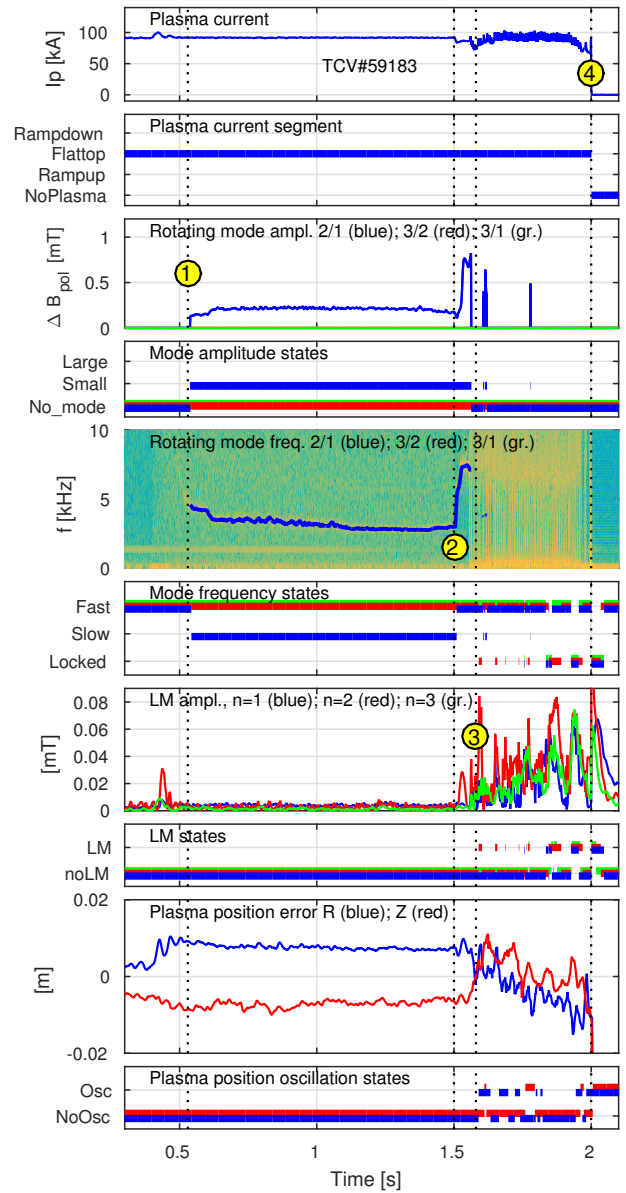 Plasma current
100
50
0
Ip [kA]
TCV#59183
4
Plasma current segment
Rampdown
Flattop
Rampup
NoPlasma
Rotating mode ampl. 2/1 (blue); 3/2 (red); 3/1 (gr.)
1
0.5
0
Δ B_pol [mT]
1
Mode amplitude states
Large
Small
No_mode
Rotating mode freq. 2/1 (blue); 3/2 (red); 3/1 (gr.)
10
5
0
f [kHz]
2
Mode frequency states
Fast
Slow
Locked
LM ampl., n=1 (blue); n=2 (red); n=3 (gr.)
0.08
0.06
0.04
0.02
0
[mT]
3
LM states
LM
noLM
Plasma position error R (blue); Z (red)
0.02
0
-0.02
[m]
Plasma position oscillation states
Osc
NoOsc
0.5
1
1.5
2
Time [s]